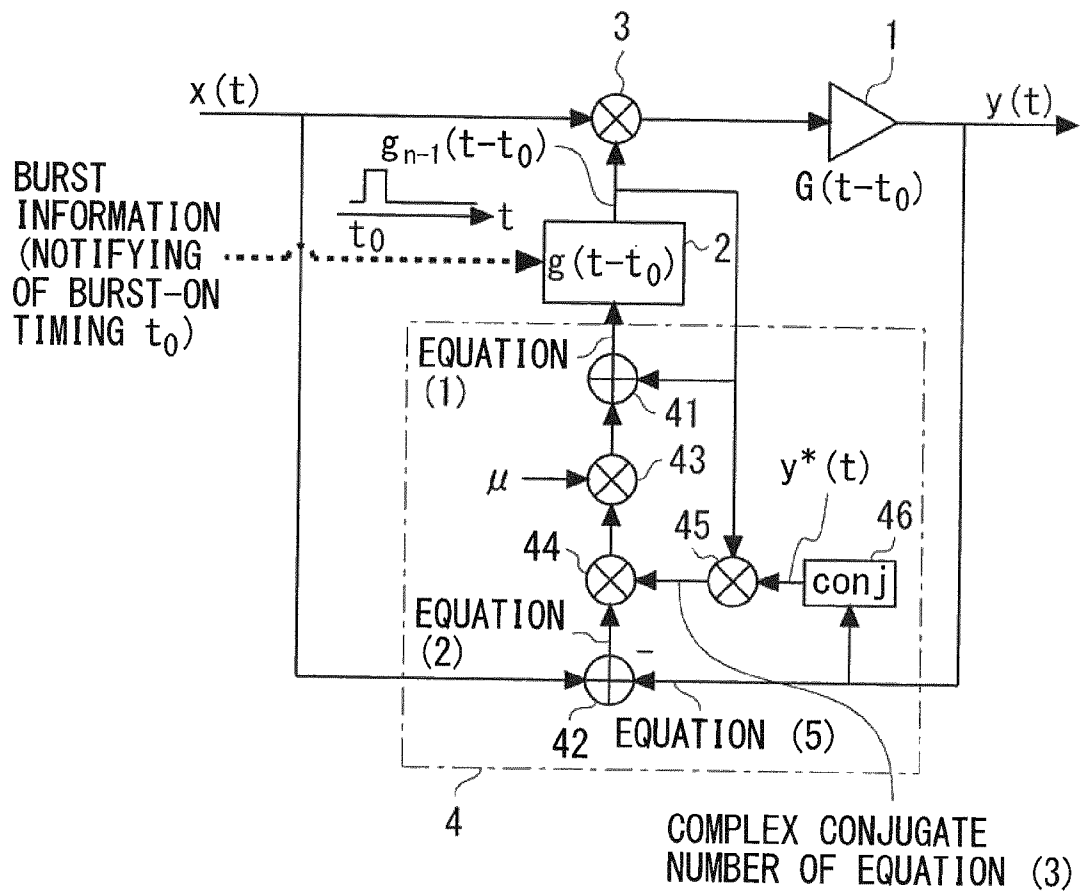 3
1
x(t)
y(t)
g_{n-1}(t-t_0)
G(t-t_0)
BURST
INFORMATION
(NOTIFYING
OF BURST-ON
TIMING t_0)
t_0
t
2
g(t-t_0)
EQUATION
(1)
41
μ
43
y*(t)
45
46
44
conj
EQUATION
(2)
-
42
EQUATION (5)
4
COMPLEX CONJUGATE
NUMBER OF EQUATION (3)